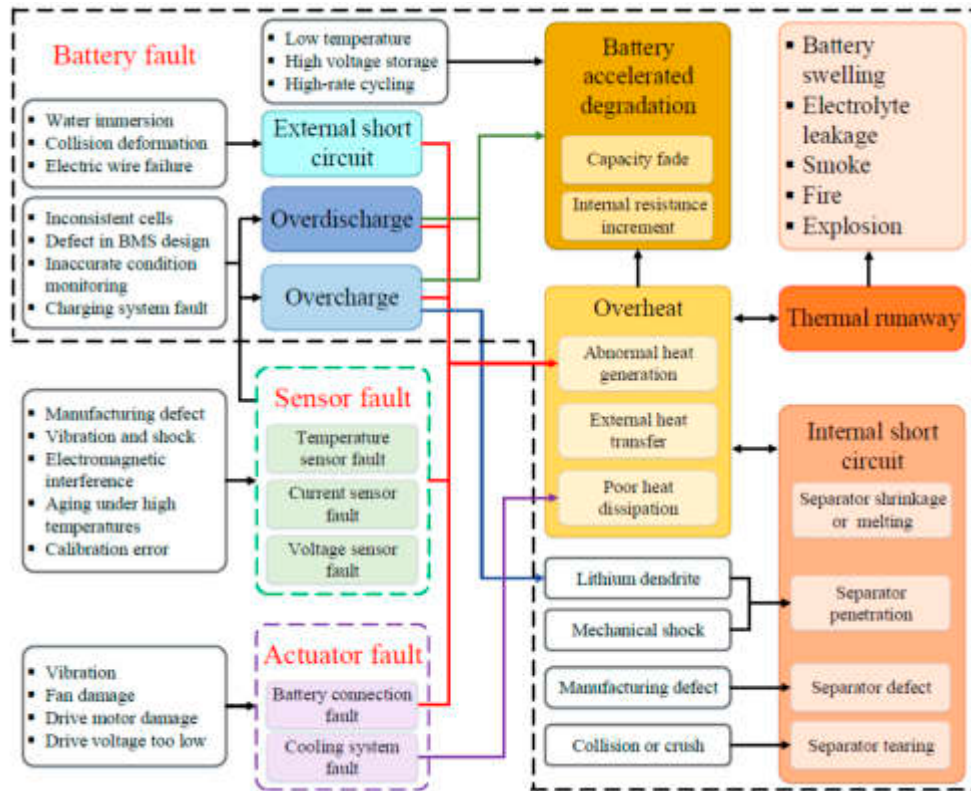 Battery fault
▪ Low temperature
▪ High voltage storage
▪ High-rate cycling
▪ Water immersion
▪ Collision deformation
▪ Electric wire failure
External short
circuit
▪ Inconsistent cells
▪ Defect in BMS design
▪ Inaccurate condition
monitoring
▪ Charging system fault
Overdischarge
Overcharge
Battery
accelerated
degradation
Capacity fade
Internal resistance
increment
▪ Battery
swelling
▪ Electrolyte
leakage
▪ Smoke
▪ Fire
▪ Explosion
Overheat
Abnormal heat
generation
External heat
transfer
Poor heat
dissipation
Thermal runaway
▪ Manufacturing defect
▪ Vibration and shock
▪ Electromagnetic
interference
▪ Aging under high
temperatures
▪ Calibration error
Sensor fault
Temperature
sensor fault
Current sensor
fault
Voltage sensor
fault
Internal short
circuit
Separator shrinkage
or melting
Separator
penetration
Separator defect
Separator tearing
Lithium dendrite
Mechanical shock
Manufacturing defect
Collision or crush
▪ Vibration
▪ Fan damage
▪ Drive motor damage
▪ Drive voltage too low
Actuator fault
Battery connection
fault
Cooling system
fault